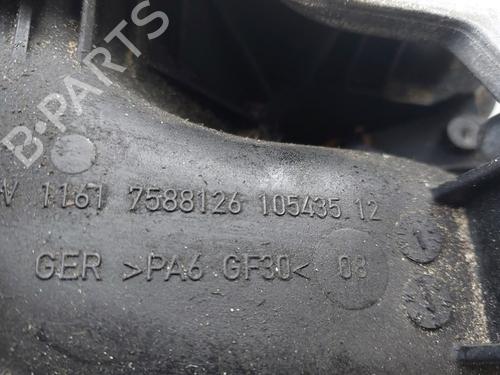 B-PARTS
V 1161 7588126 105435 12
GER >PA6 GF30< 08